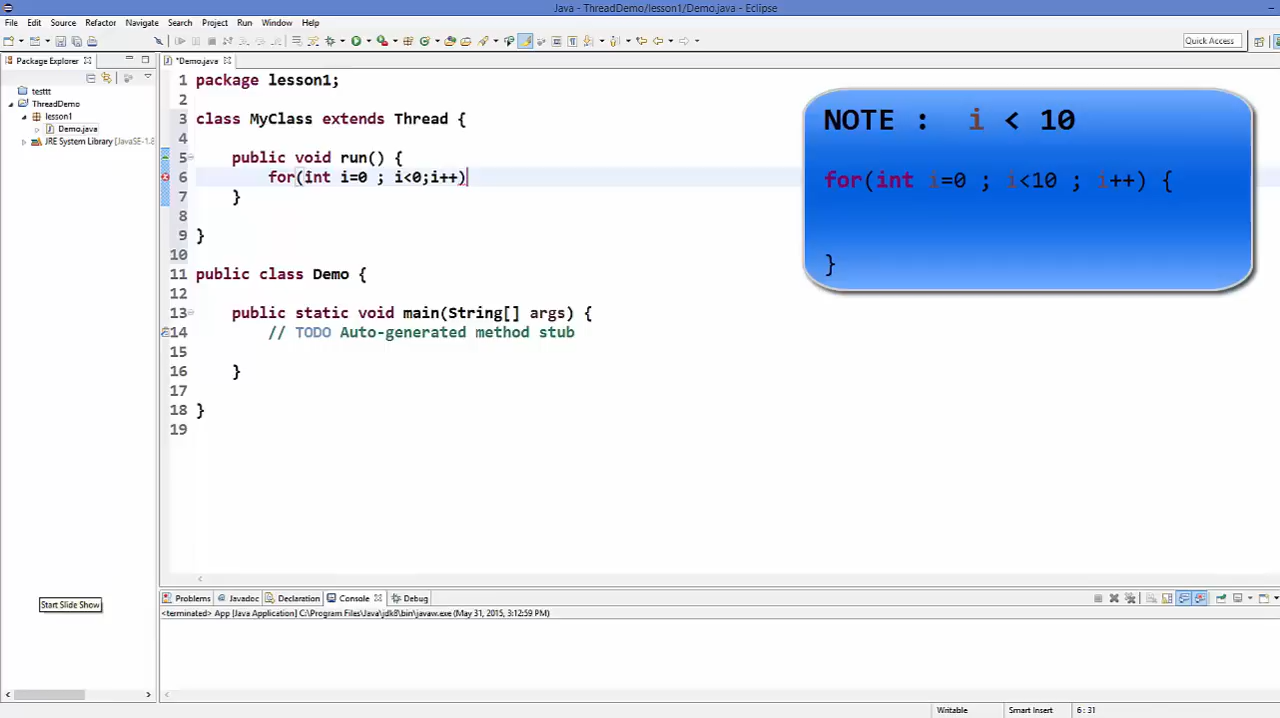 Java - ThreadDemo/lesson1/Demo.java - Eclipse
File Edit Source Refactor Navigate Search Project Run Window Help
Quick Access
Package Explorer
*Demo.java
testtt
ThreadDemo
lesson1
Demo.java
JRE System Library [JavaSE-1.8
1 package lesson1;
2
3 class MyClass extends Thread {
4
5 public void run() {
6 for(int i=0 ; i<0;i++)
7 }
8
9 }
10
11 public class Demo {
12
13 public static void main(String[] args) {
14 // TODO Auto-generated method stub
15
16 }
17
18 }
19
NOTE : i < 10
for(int i=0 ; i<10 ; i++) {
}
Start Slide Show
Problems Javadoc Declaration Console Debug
<terminated> App [Java Application] C:\Program Files\Java\jdk8\bin\javaw.exe (May 31, 2015, 3:12:59 PM)
Writable Smart Insert 6 : 31